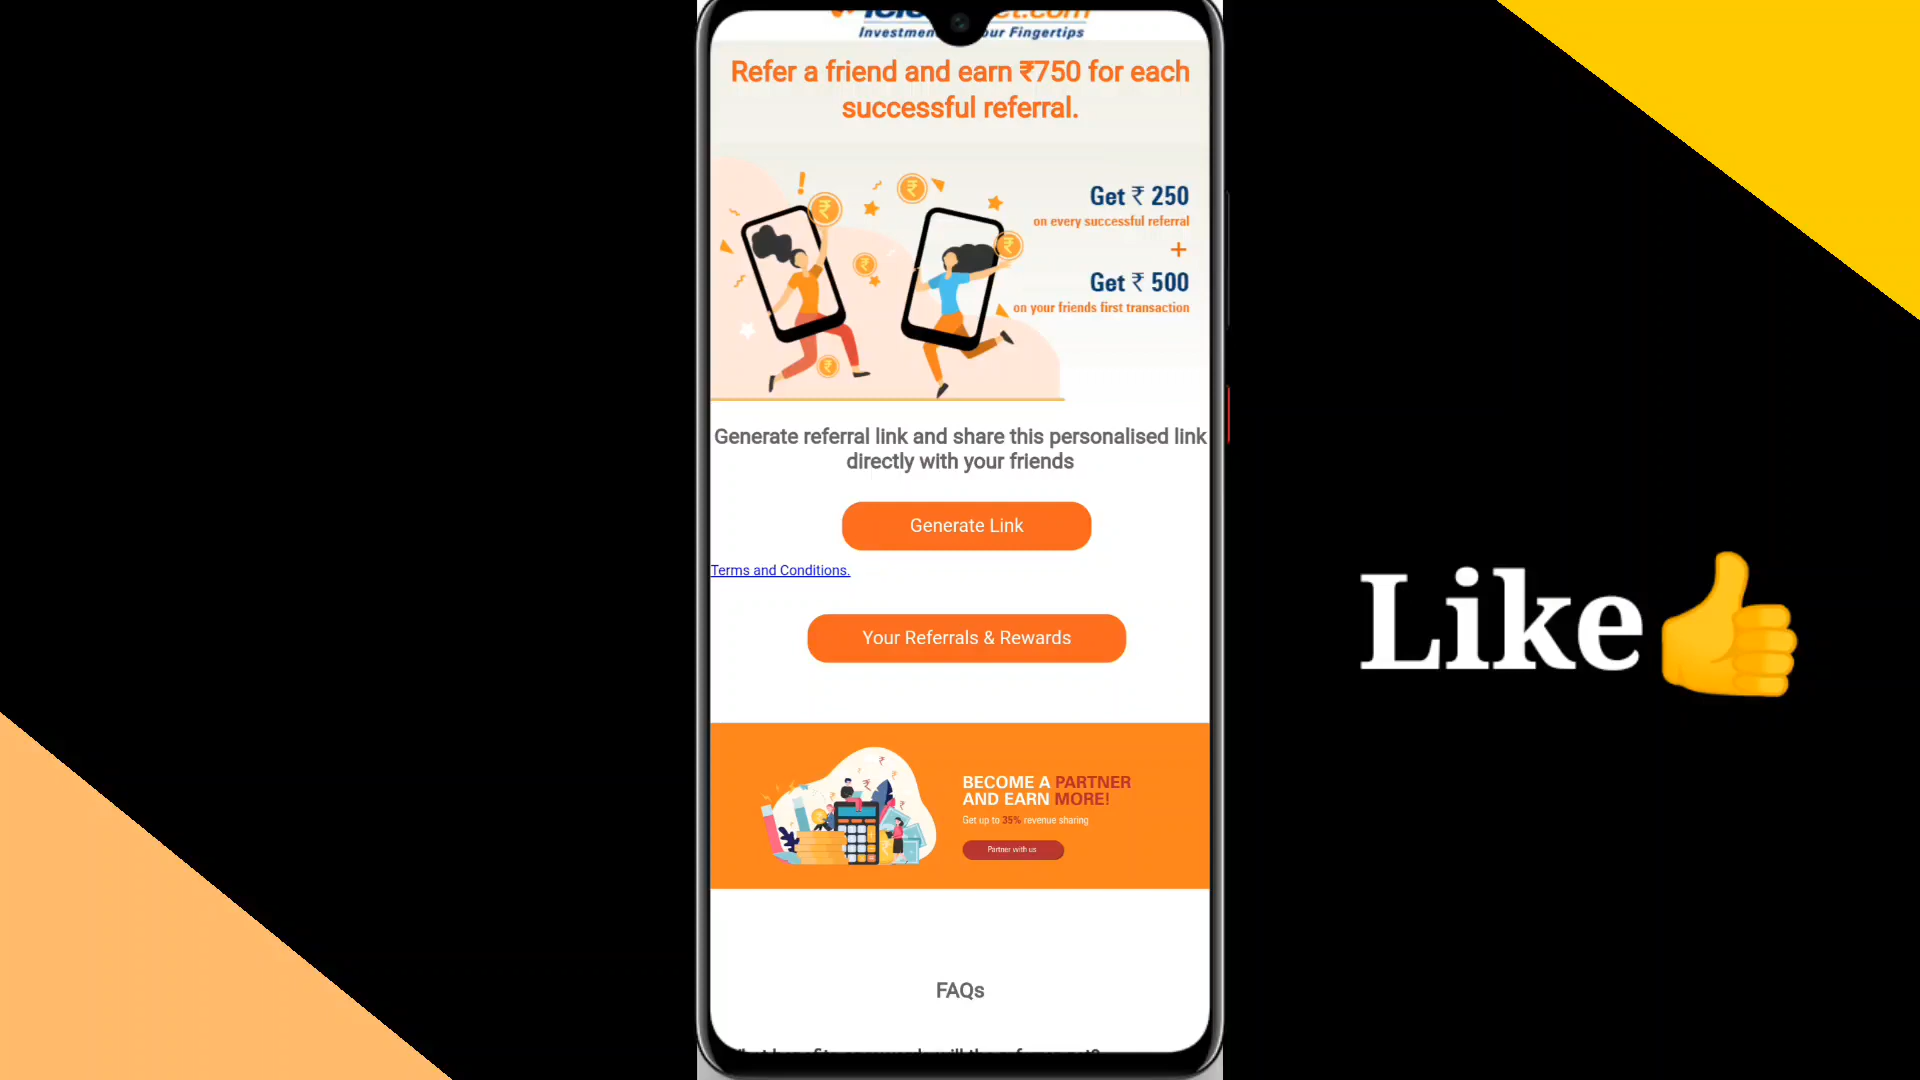 Refer a friend and earn ₹750 for each
successful referral.
Get ₹ 250
on every successful referral
+
Get ₹ 500
on your friends first transaction
Generate referral link and share this personalised link
directly with your friends
Generate Link
Terms and Conditions.
Your Referrals & Rewards
BECOME A PARTNER
AND EARN MORE!
Get up to 35% revenue sharing
Partner with us
FAQs
Like👍